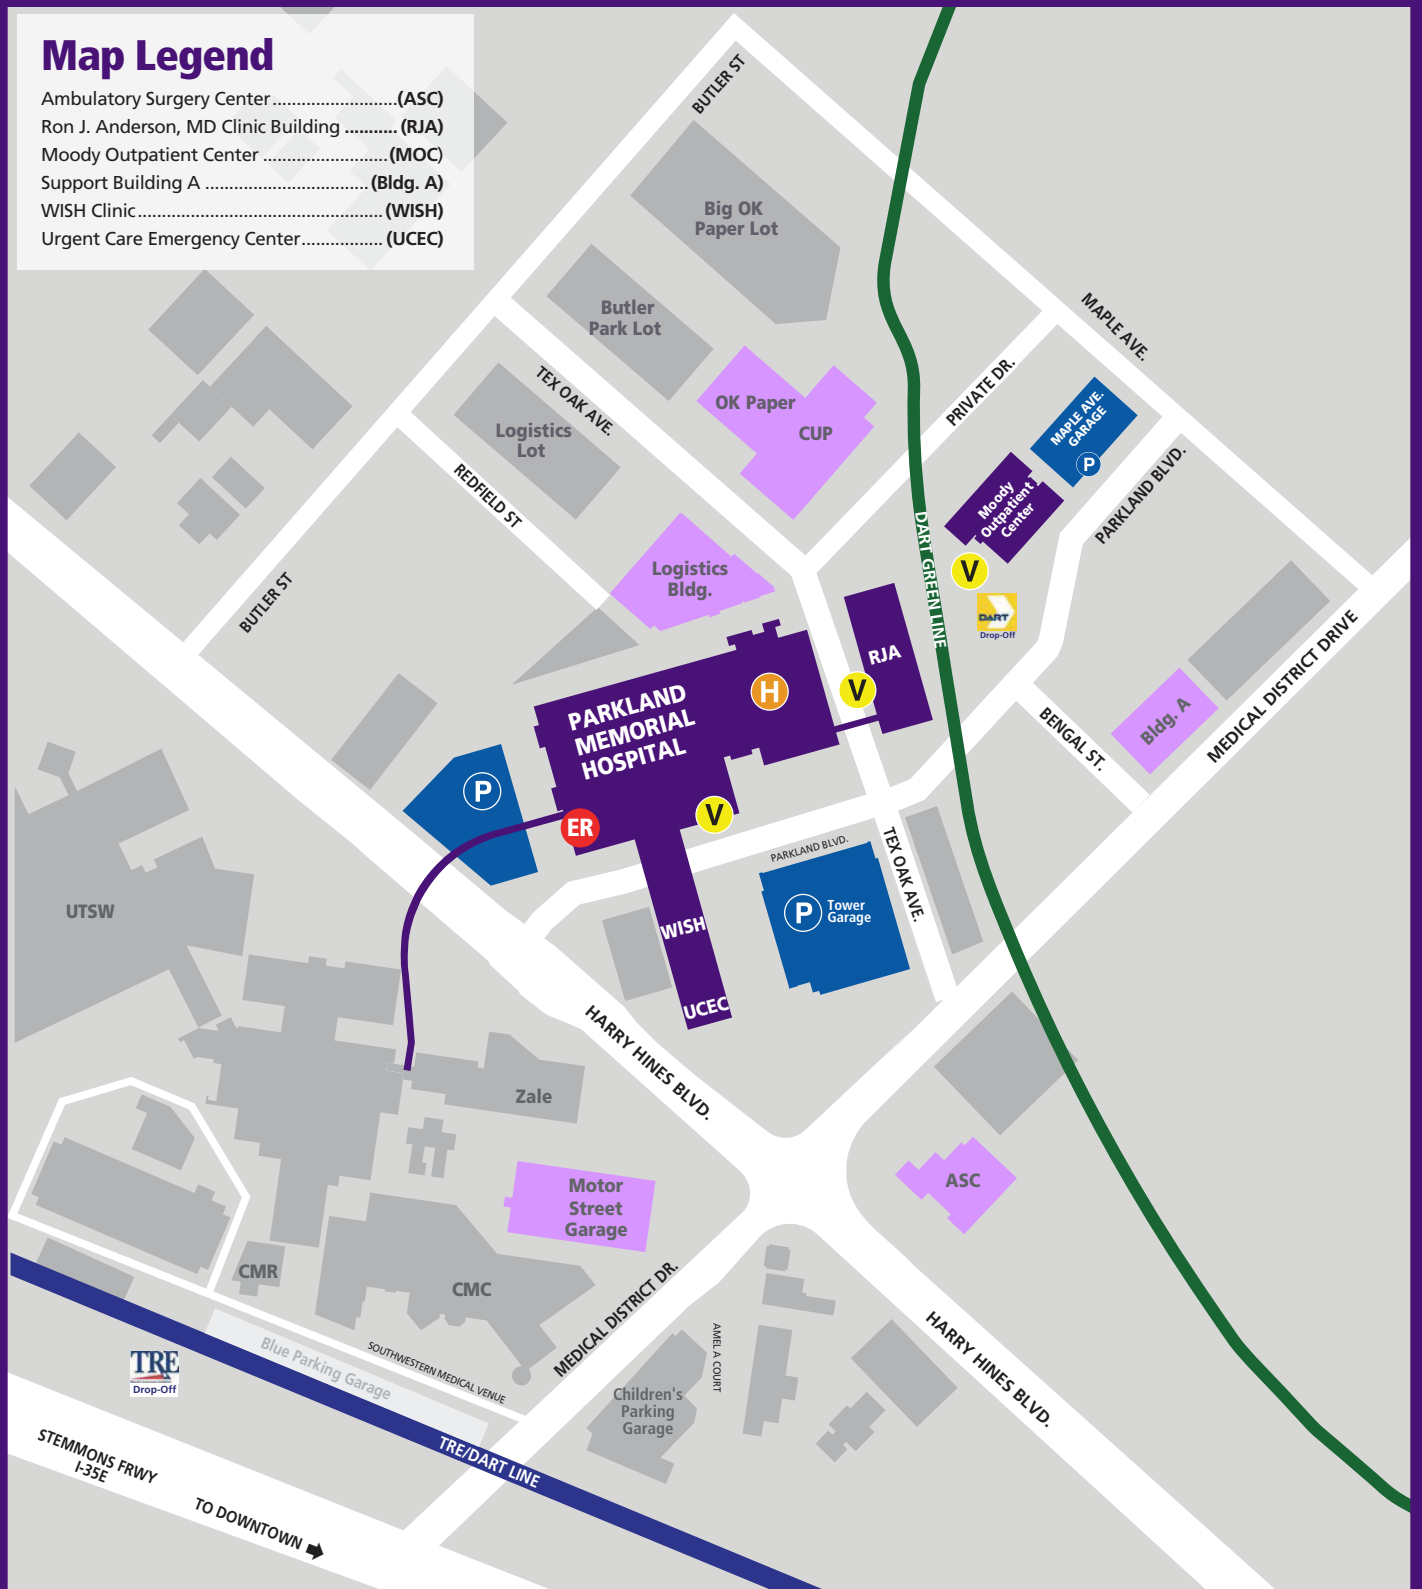 Map Legend
Ambulatory Surgery Center..........................(ASC)
Ron J. Anderson, MD Clinic Building ........... (RJA)
Moody Outpatient Center ..........................(MOC)
Support Building A ..................................(Bldg. A)
WISH Clinic...................................................(WISH)
Urgent Care Emergency Center................. (UCEC)
BUTLER ST
Big OK
Paper Lot
Butler
Park Lot
MAPLE AVE.
TEX OAK AVE.
PRIVATE DR.
OK Paper
CUP
MAPLE AVE.
GARAGE
P
Logistics
Lot
REDFIELD ST
PARKLAND BLVD.
Moody
Outpatient
Center
DART GREEN LINE
V
Logistics
Bldg.
BUTLER ST
DART
Drop-Off
RJA
V
H
PARKLAND
MEMORIAL
HOSPITAL
BENGAL ST.
Bldg. A
MEDICAL DISTRICT DRIVE
P
ER
V
PARKLAND BLVD.
TEX OAK AVE.
P
Tower
Garage
UTSW
WISH
UCEC
HARRY HINES BLVD.
Zale
Motor
Street
Garage
ASC
CMR
CMC
MEDICAL DISTRICT DR.
AMEL A COURT
HARRY HINES BLVD.
SOUTHWESTERN MEDICAL VENUE
Blue Parking Garage
Children's
Parking
Garage
TRE
Drop-Off
TRE/DART LINE
STEMMONS FRWY
I-35E
TO DOWNTOWN